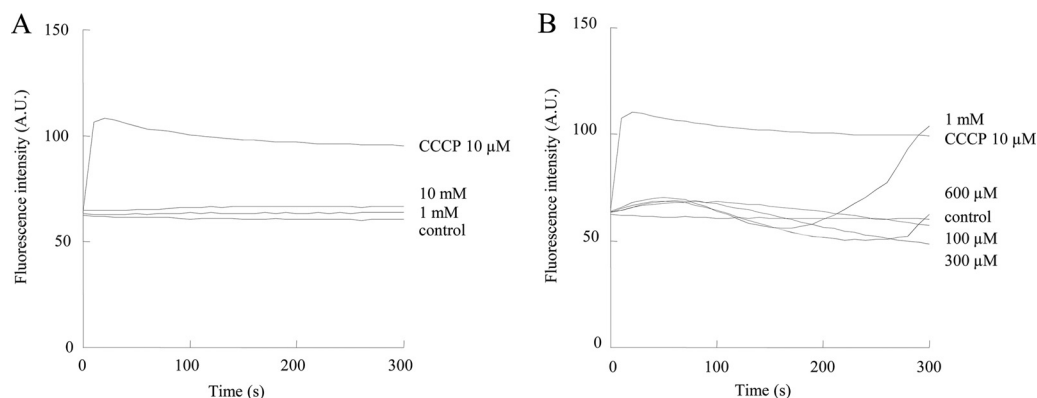 A
Fluorescence intensity (A.U.)
150
100
50
0
0 100 200 300
Time (s)
CCCP 10 µM
10 mM
1 mM
control
B
Fluorescence intensity (A.U.)
150
100
50
0
0 100 200 300
Time (s)
1 mM
CCCP 10 µM
600 µM
control
100 µM
300 µM